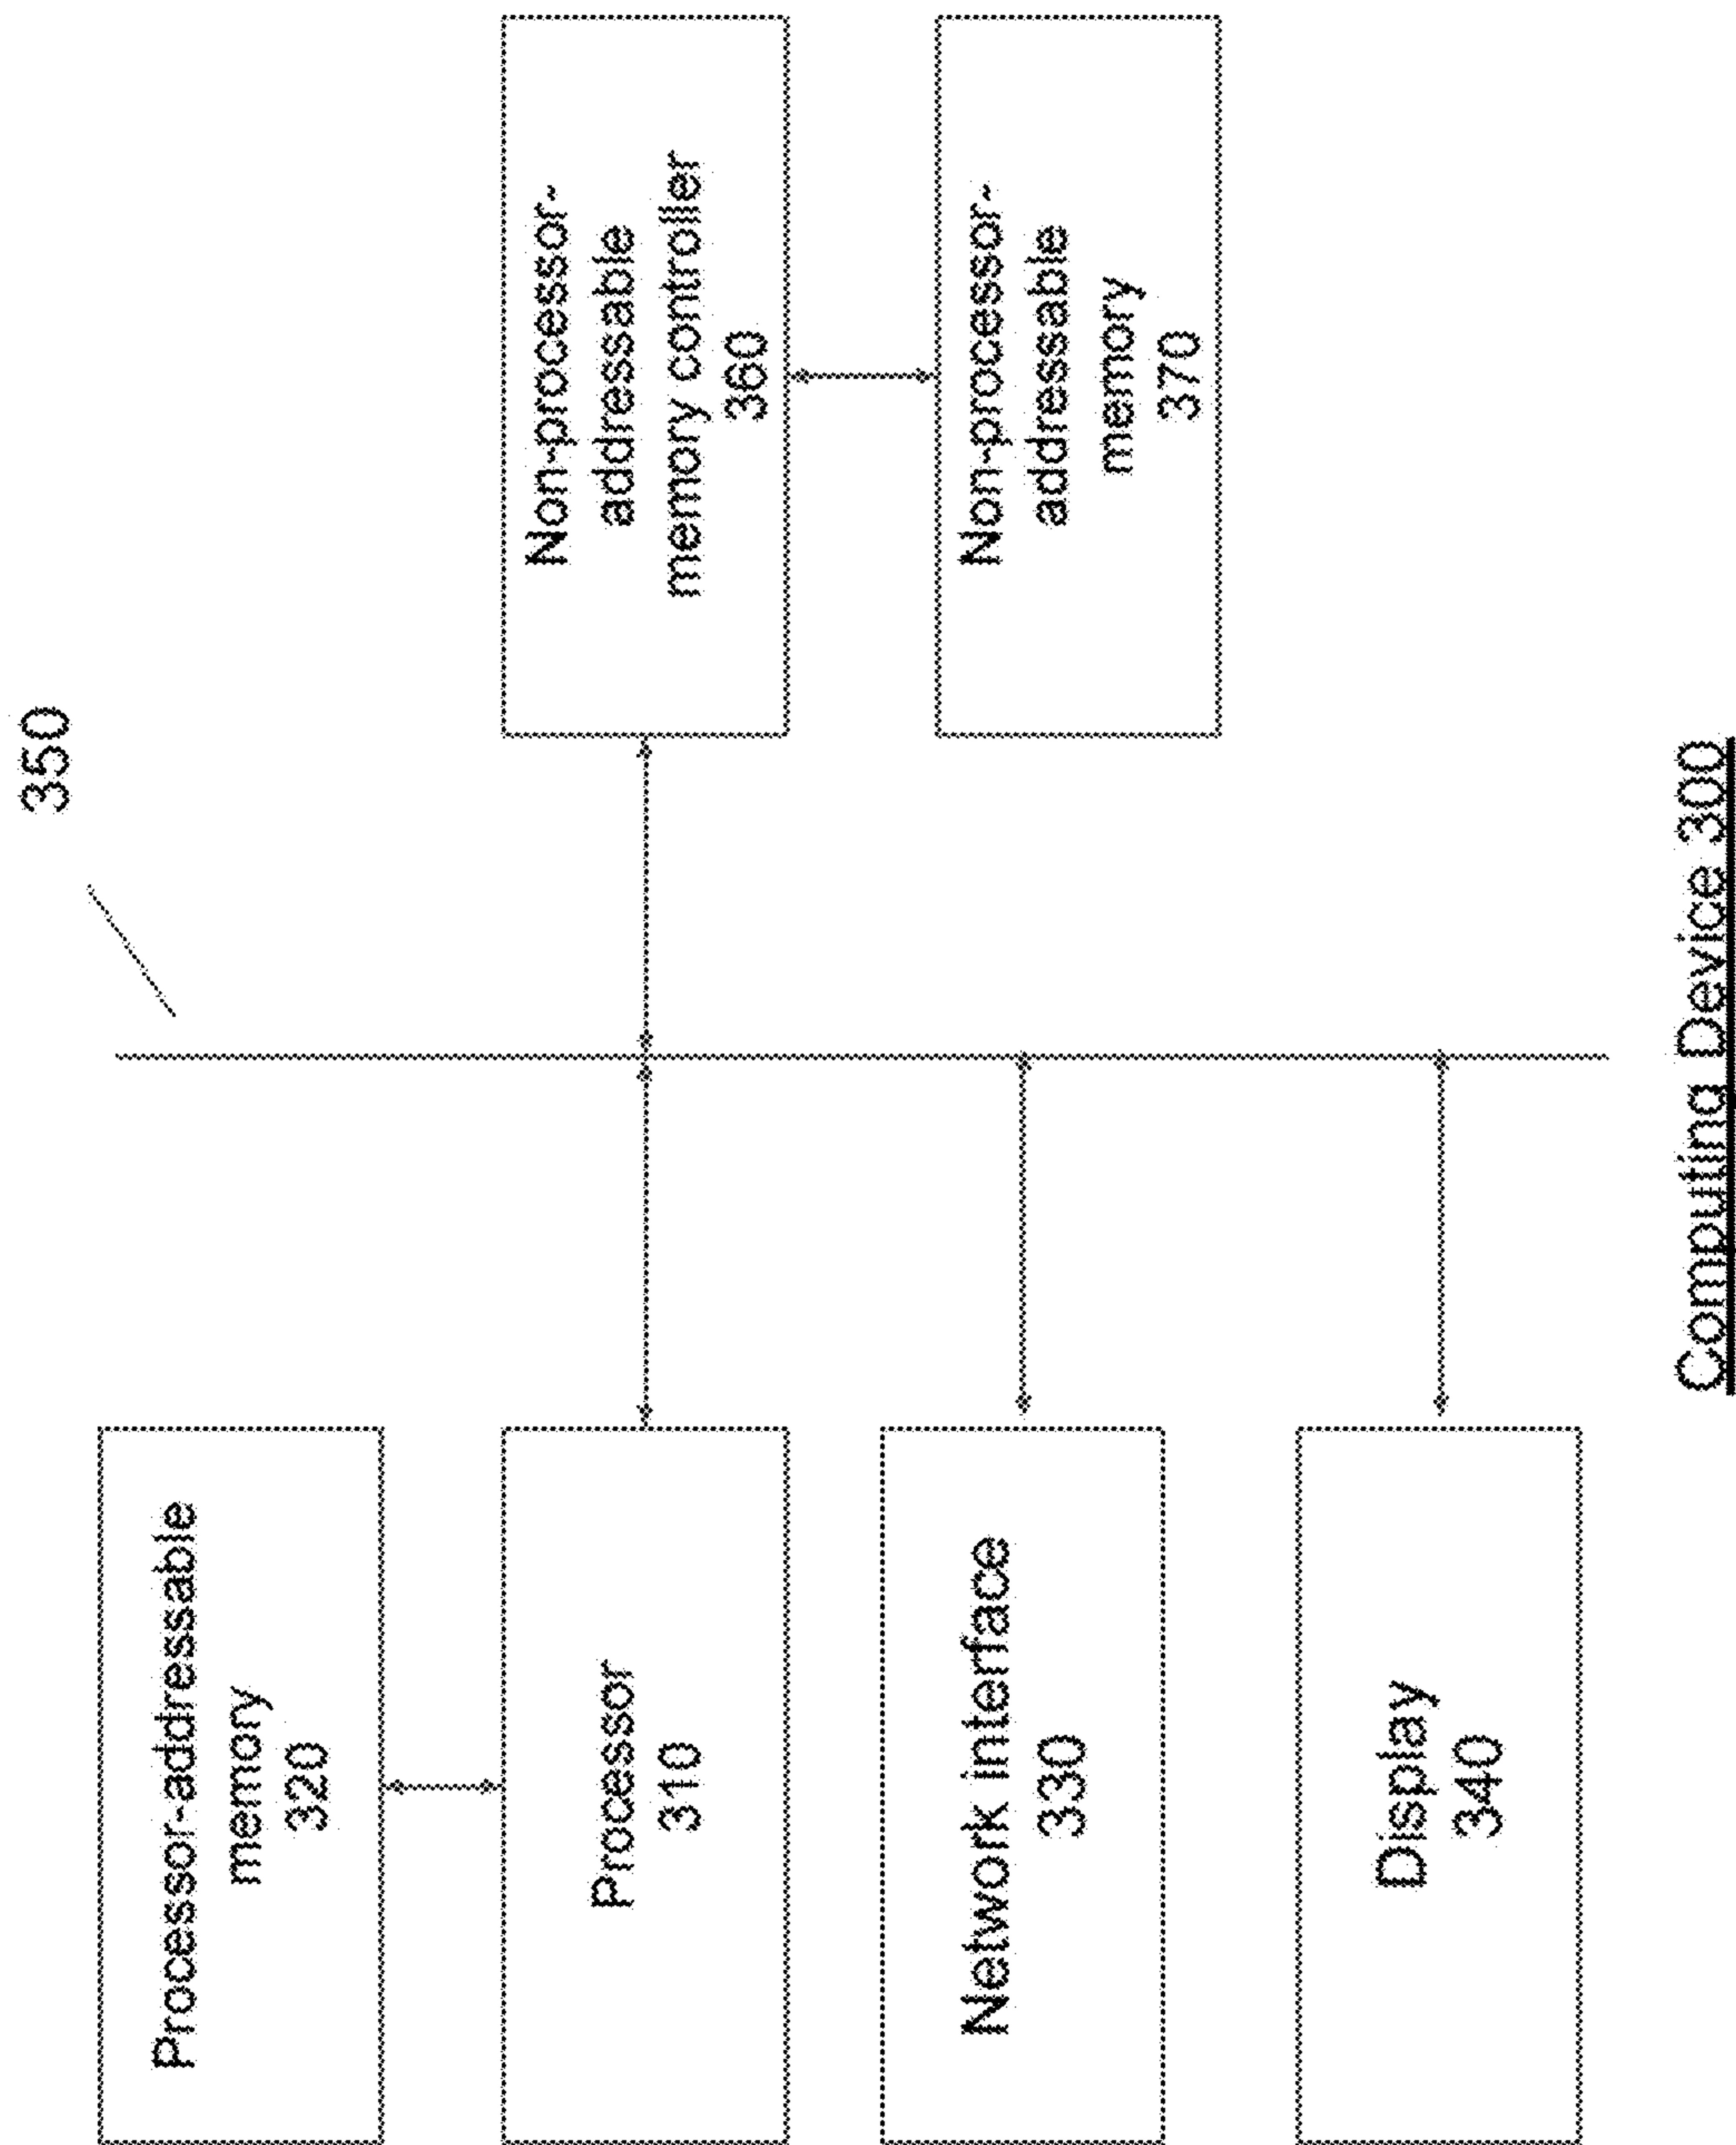 350
Processor-addressable
memory
320
Processor
310
Non-processor-
addressable
memory controller
360
Network interface
330
Non-processor-
addressable
memory
370
Display
340
Computing Device 300